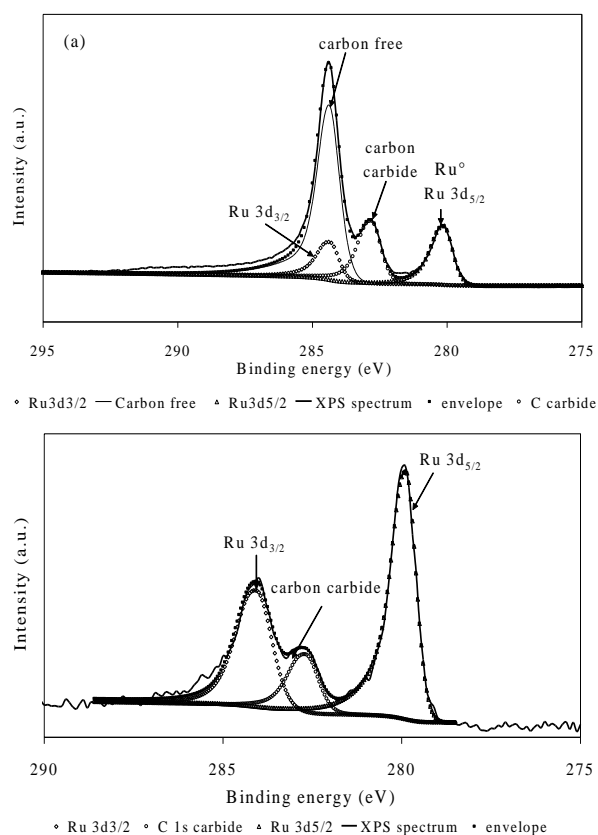 (a)
carbon free
carbon
carbide
Ru°
Ru 3d5/2
Ru 3d3/2
Intensity (a.u.)
295 290 285 280 275
Binding energy (eV)
⋄ Ru3d3/2 — Carbon free ▵ Ru3d5/2 — XPS spectrum ▪ envelope ∘ C carbide
Ru 3d5/2
Ru 3d3/2
carbon carbide
Intensity (a.u.)
290 285 280 275
Binding energy (eV)
⋄ Ru 3d3/2 ∘ C 1s carbide ▵ Ru 3d5/2 — XPS spectrum • envelope